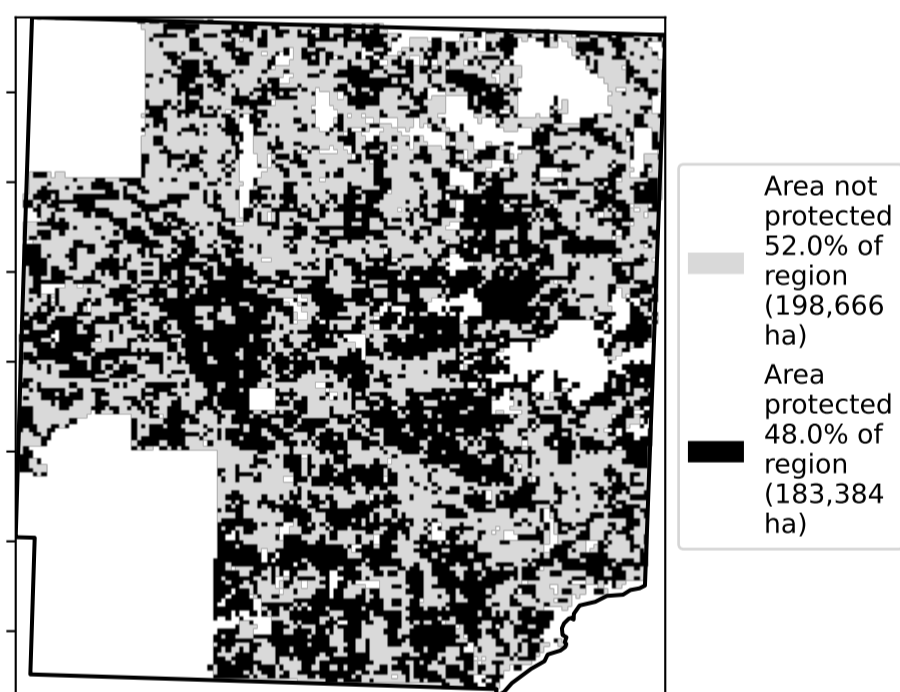 Area not
protected
52.0% of
region
(198,666
ha)
Area
protected
48.0% of
region
(183,384
ha)